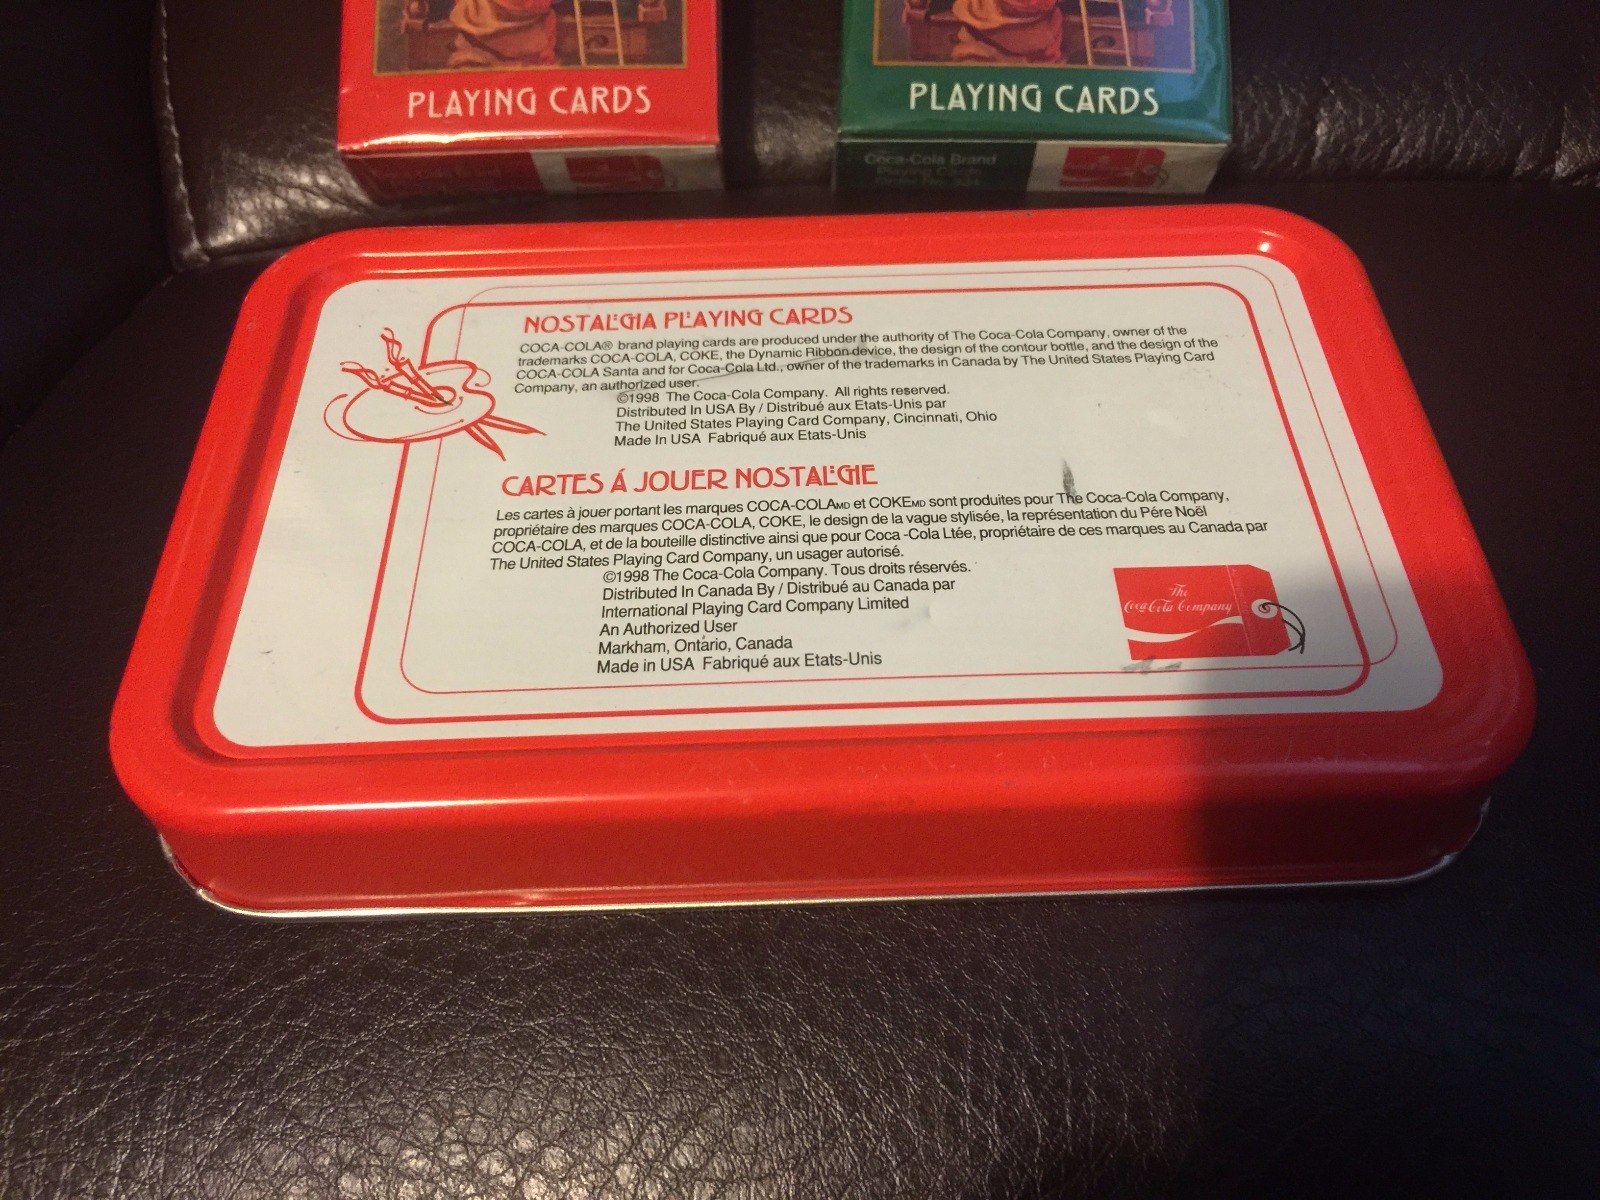 PLAYING CARDS
PLAYING CARDS
Coca-Cola Brand
Playing Cards
NOSTALGIA PLAYING CARDS
COCA-COLA® brand playing cards are produced under the authority of The Coca-Cola Company, owner of the
trademarks COCA-COLA, COKE, the Dynamic Ribbon device, the design of the contour bottle, and the design of the
COCA-COLA Santa and for Coca-Cola Ltd., owner of the trademarks in Canada by The United States Playing Card
Company, an authorized user.
©1998 The Coca-Cola Company. All rights reserved.
Distributed In USA By / Distribué aux Etats-Unis par
The United States Playing Card Company, Cincinnati, Ohio
Made In USA Fabriqué aux Etats-Unis
CARTES Á JOUER NOSTALGIE
Les cartes à jouer portant les marques COCA-COLAMD et COKEMD sont produites pour The Coca-Cola Company,
propriétaire des marques COCA-COLA, COKE, le design de la vague stylisée, la représentation du Pére Noël
COCA-COLA, et de la bouteille distinctive ainsi que pour Coca -Cola Ltée, propriétaire de ces marques au Canada par
The United States Playing Card Company, un usager autorisé.
©1998 The Coca-Cola Company. Tous droits réservés.
Distributed In Canada By / Distribué au Canada par
International Playing Card Company Limited
An Authorized User
Markham, Ontario, Canada
Made in USA Fabriqué aux Etats-Unis
The
Coca-Cola Company